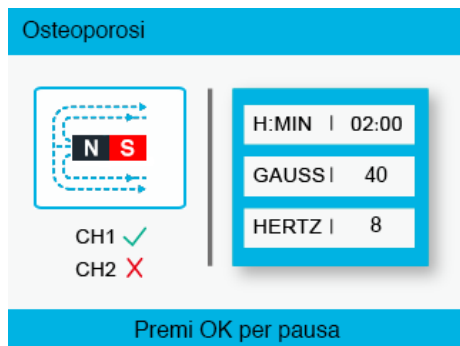 Osteoporosi
N S
CH1
CH2
H:MIN | 02:00
GAUSS | 40
HERTZ | 8
Premi OK per pausa